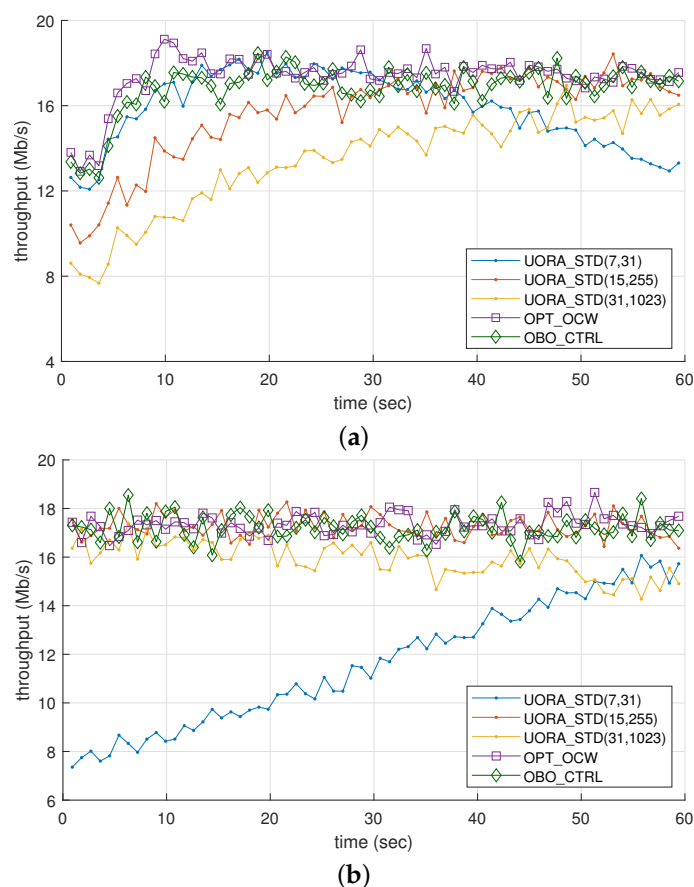 20
16
12
8
4
throughput (Mb/s)
UORA_STD(7,31)
UORA_STD(15,255)
UORA_STD(31,1023)
OPT_OCW
OBO_CTRL
0 10 20 30 40 50 60
time (sec)
(a)
20
18
16
14
12
10
8
6
throughput (Mb/s)
UORA_STD(7,31)
UORA_STD(15,255)
UORA_STD(31,1023)
OPT_OCW
OBO_CTRL
0 10 20 30 40 50 60
time (sec)
(b)